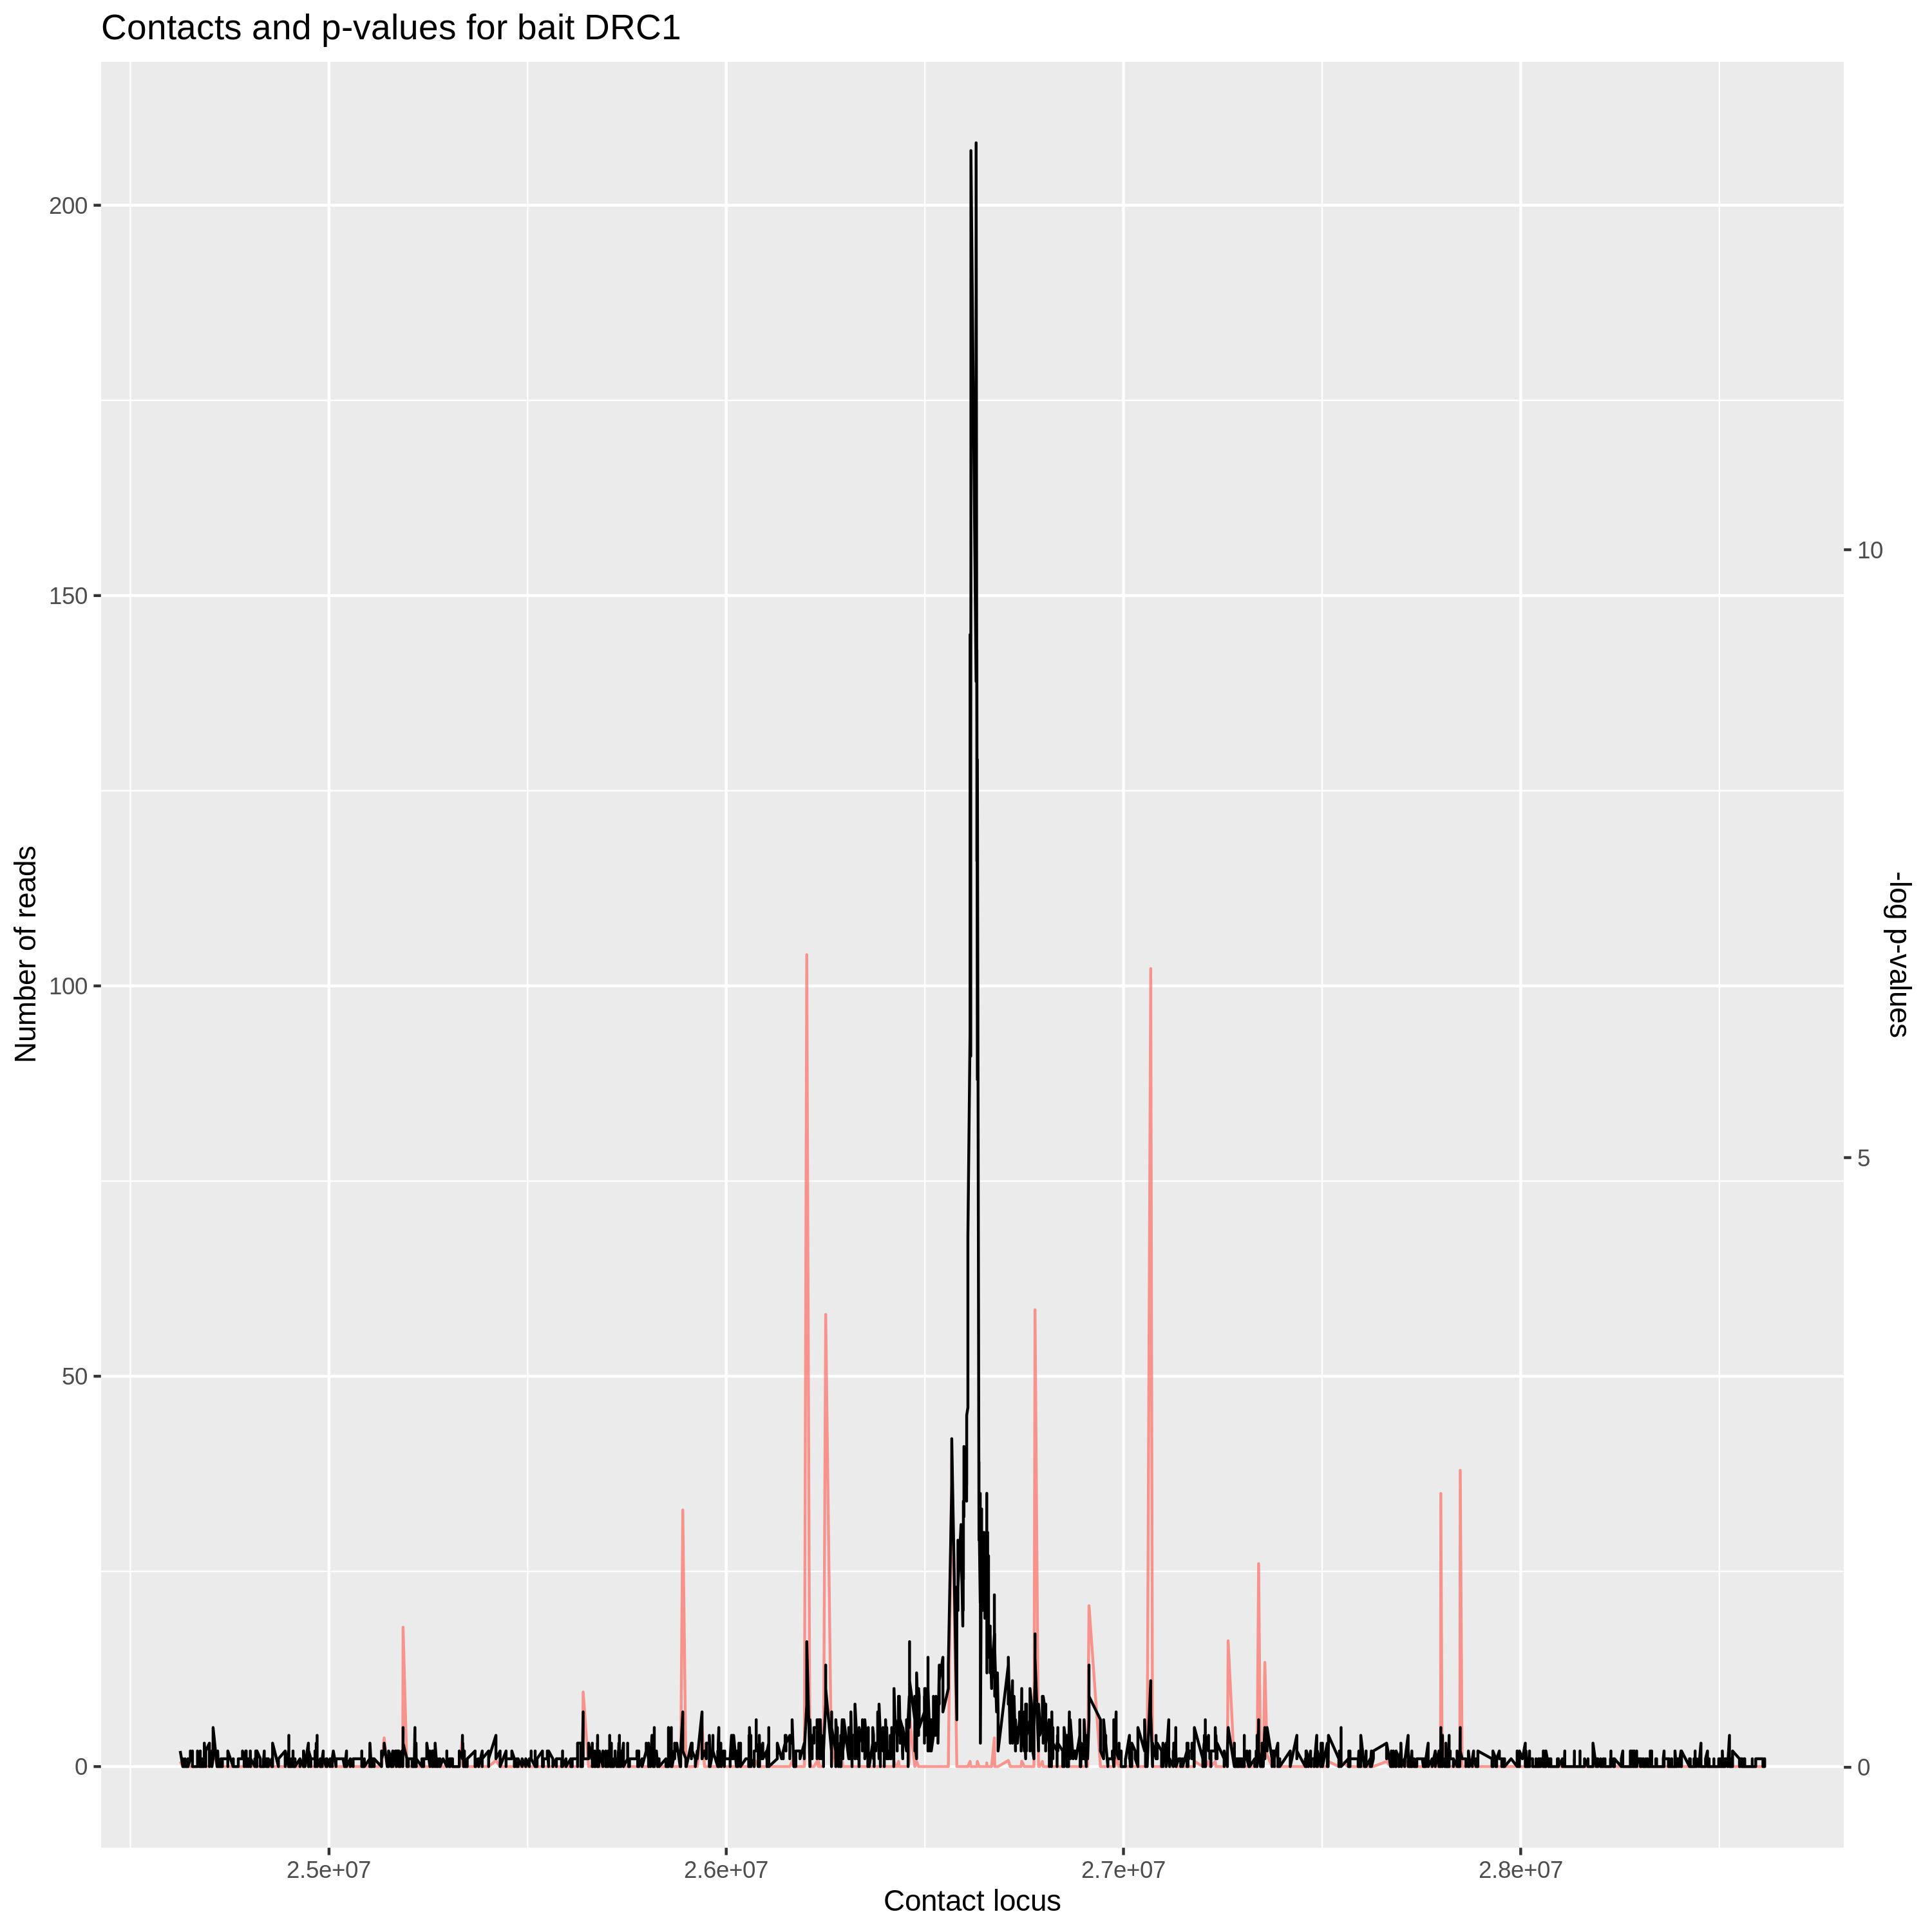 Contacts and p-values for bait DRC1
200
150
100
50
0
Number of reads
10
5
0
-log p-values
2.5e+07
2.6e+07
2.7e+07
2.8e+07
Contact locus